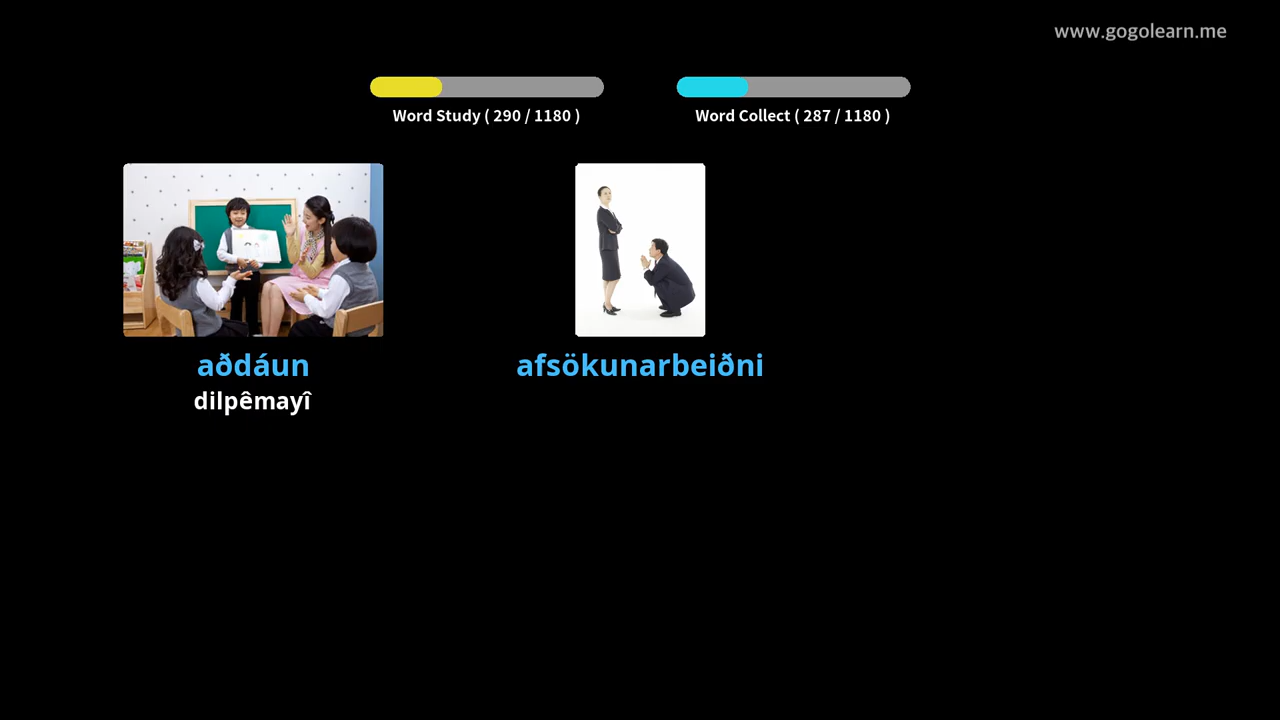 www.gogolearn.me
Word Study ( 290 / 1180 )
Word Collect ( 287 / 1180 )
aðdáun
dilpêmayî
afsökunarbeiðni